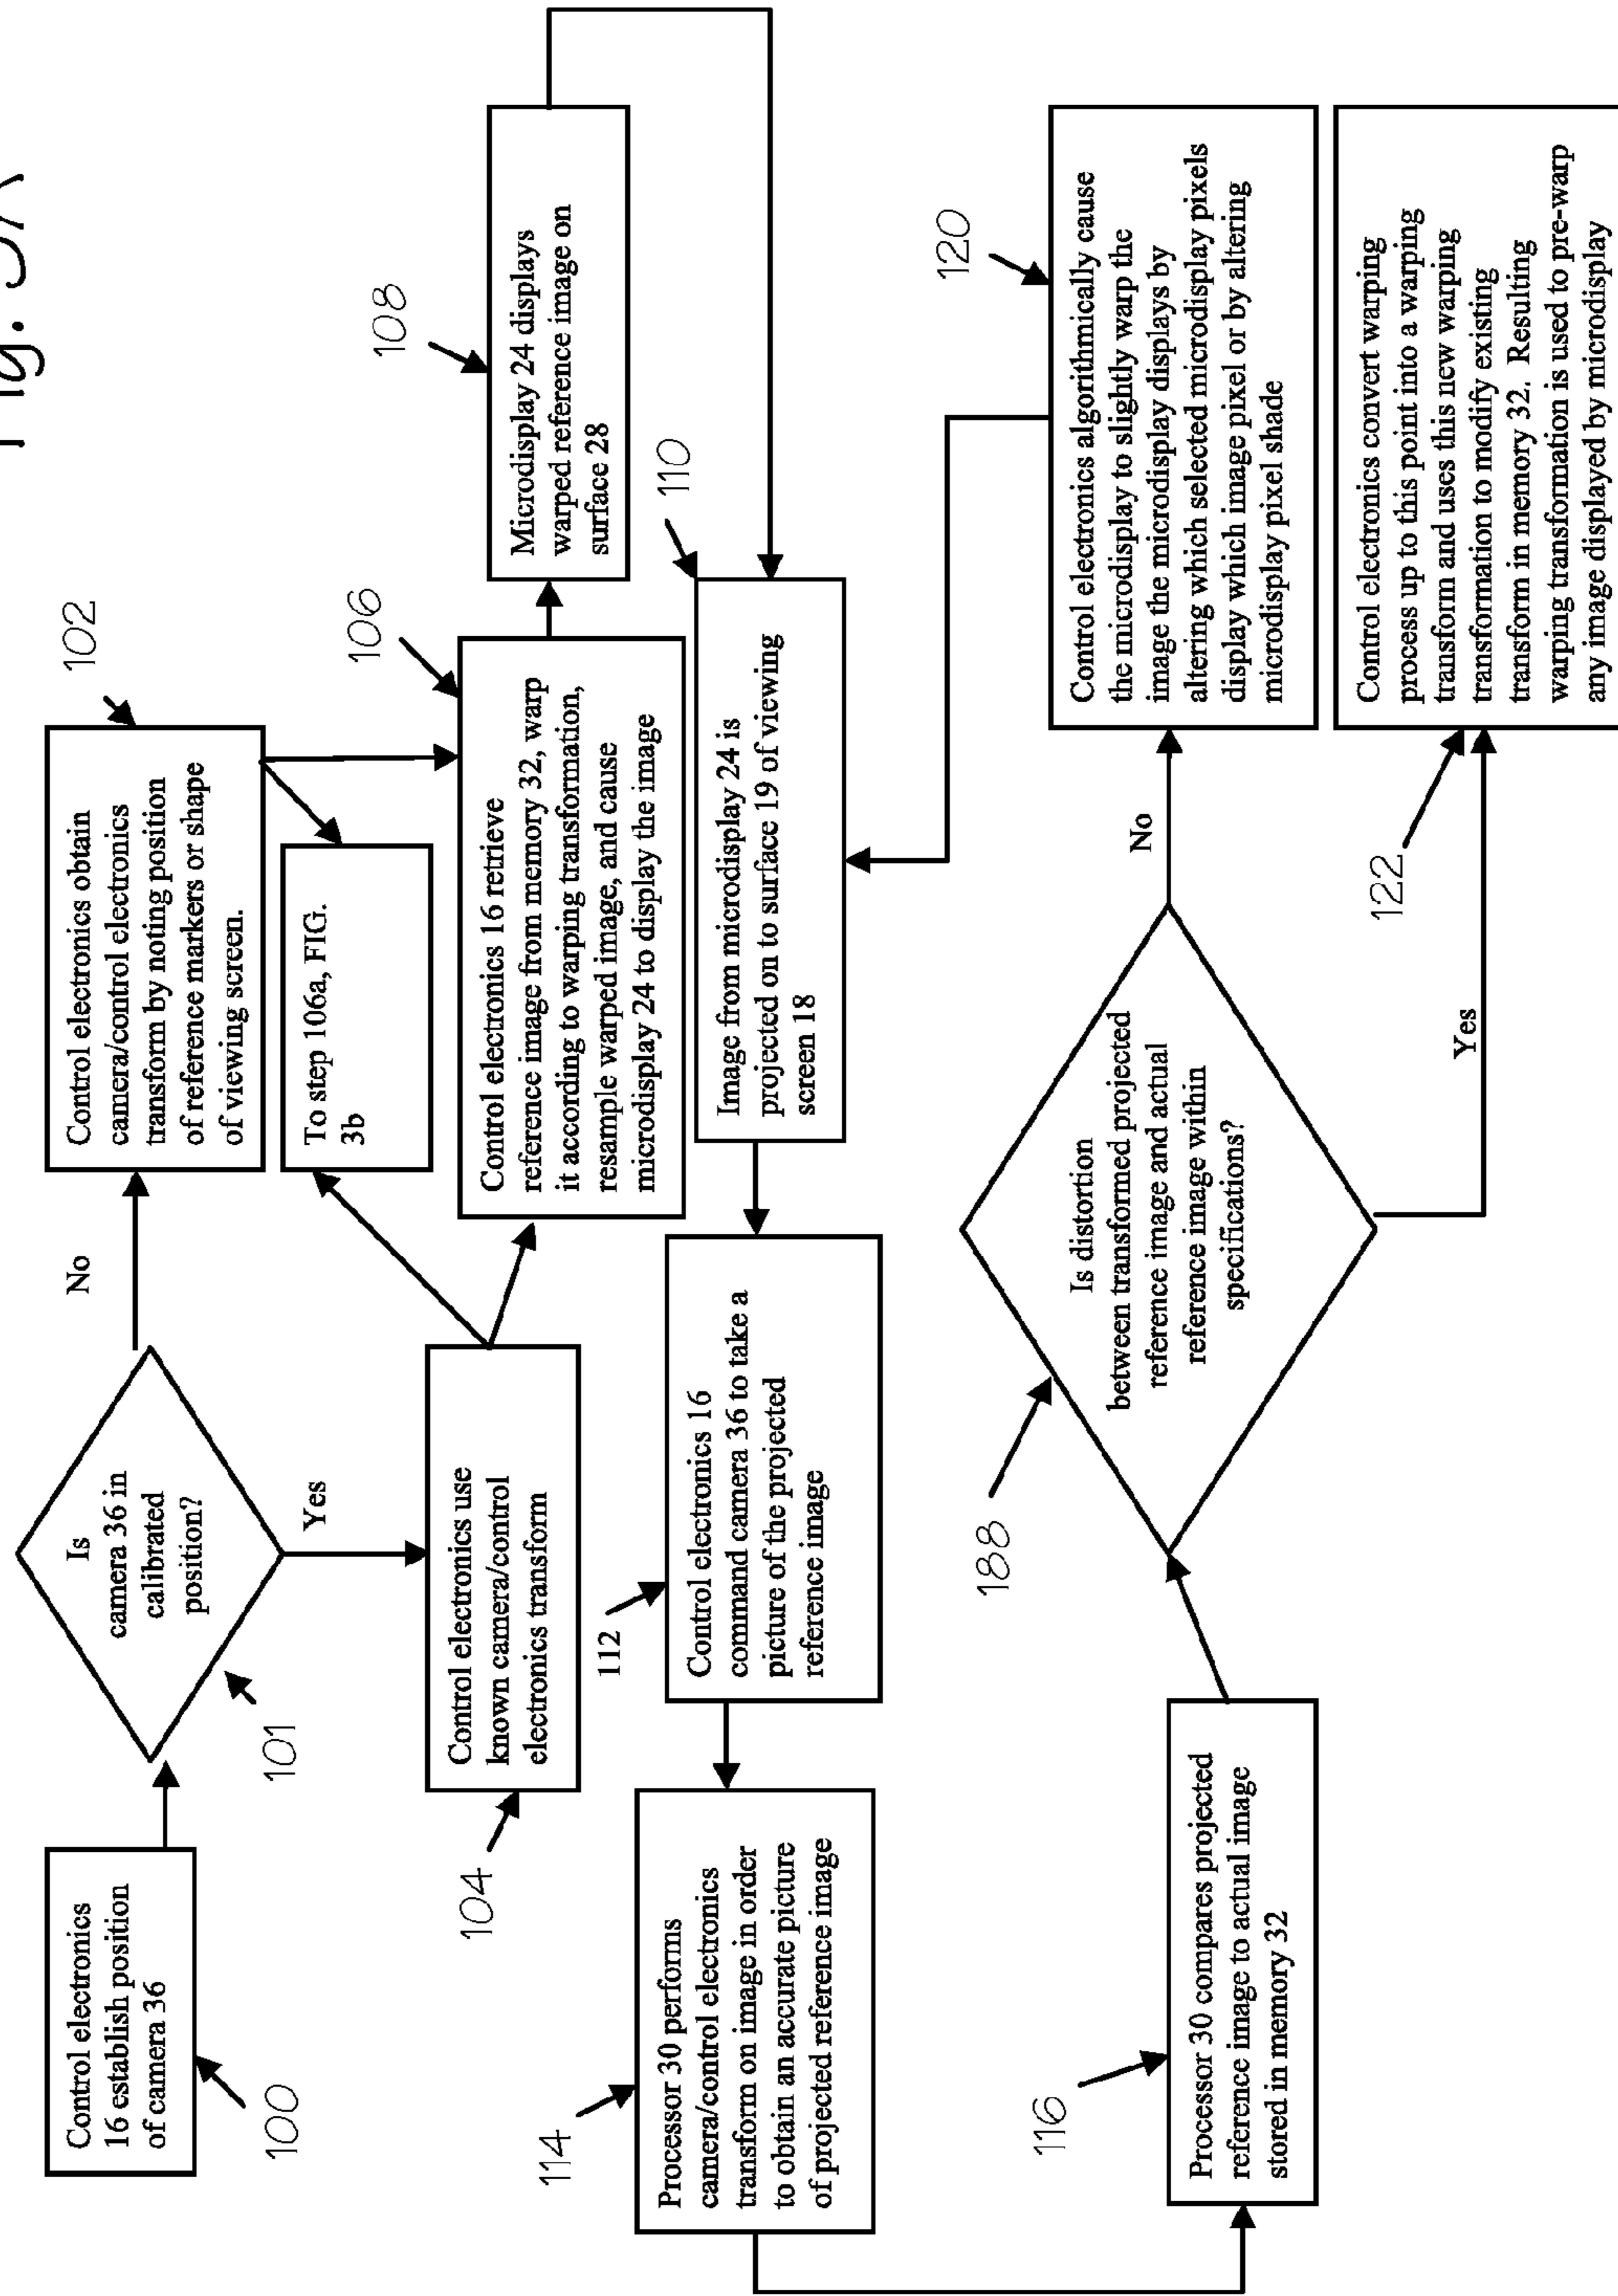 Fig. 3A
Control electronics
16 establish position
of camera 36
100
Is
camera 36 in
calibrated
position?
101
No
Yes
Control electronics obtain
camera/control electronics
transform by noting position
of reference markers or shape
of viewing screen.
102
To step 106a, FIG.
3b
Control electronics use
known camera/control
electronics transform
104
Control electronics 16 retrieve
reference image from memory 32, warp
it according to warping transformation,
resample warped image, and cause
microdisplay 24 to display the image
106
Microdisplay 24 displays
warped reference image on
surface 28
108
Image from microdisplay 24 is
projected on to surface 19 of viewing
screen 18
110
Control electronics 16
command camera 36 to take a
picture of the projected
reference image
112
Processor 30 performs
camera/control electronics
transform on image in order
to obtain an accurate picture
of projected reference image
114
Processor 30 compares projected
reference image to actual image
stored in memory 32
116
Is distortion
between transformed projected
reference image and actual
reference image within
specifications?
188
No
Yes
Control electronics algorithmically cause
the microdisplay to slightly warp the
image the microdisplay displays by
altering which selected microdisplay pixels
display which image pixel or by altering
microdisplay pixel shade
120
Control electronics convert warping
process up to this point into a warping
transform and uses this new warping
transformation to modify existing
transform in memory 32. Resulting
warping transformation is used to pre-warp
any image displayed by microdisplay
122